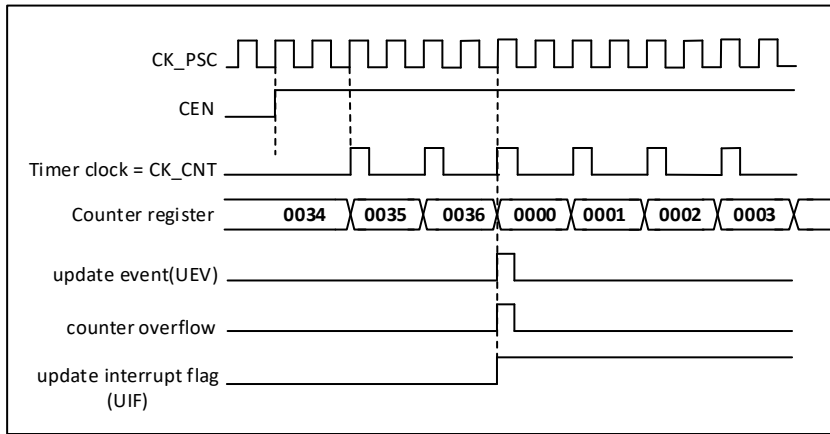 CK_PSC
CEN
Timer clock = CK_CNT
Counter register
0034 0035 0036 0000 0001 0002 0003
update event(UEV)
counter overflow
update interrupt flag
(UIF)